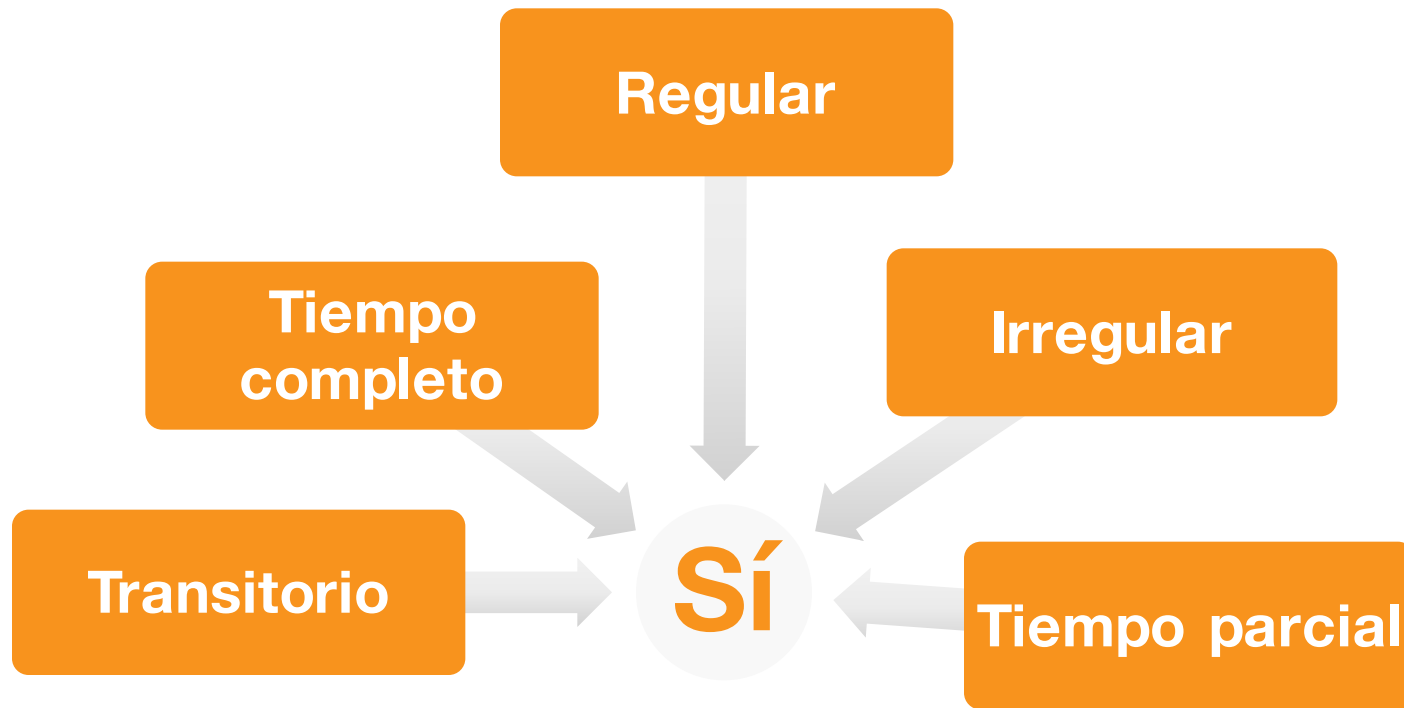 Regular
Tiempo
completo
Irregular
Transitorio
Sí
Tiempo parcial